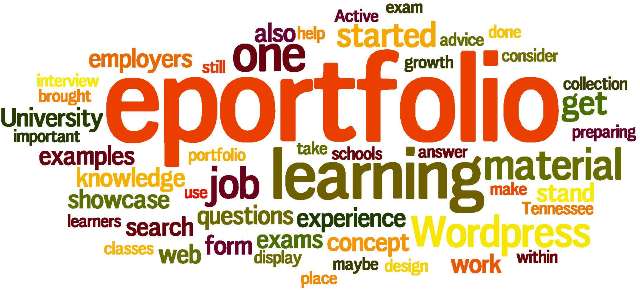 exam
Active
also help started advice done
employers still one growth consider
interview eportfolio collection
brought get
University preparing
important
examples portfolio take schools answer material
knowledge use job learning make stand
showcase Tennessee
learners search questions experience Wordpress
classes web form exams concept within
display maybe design work
place